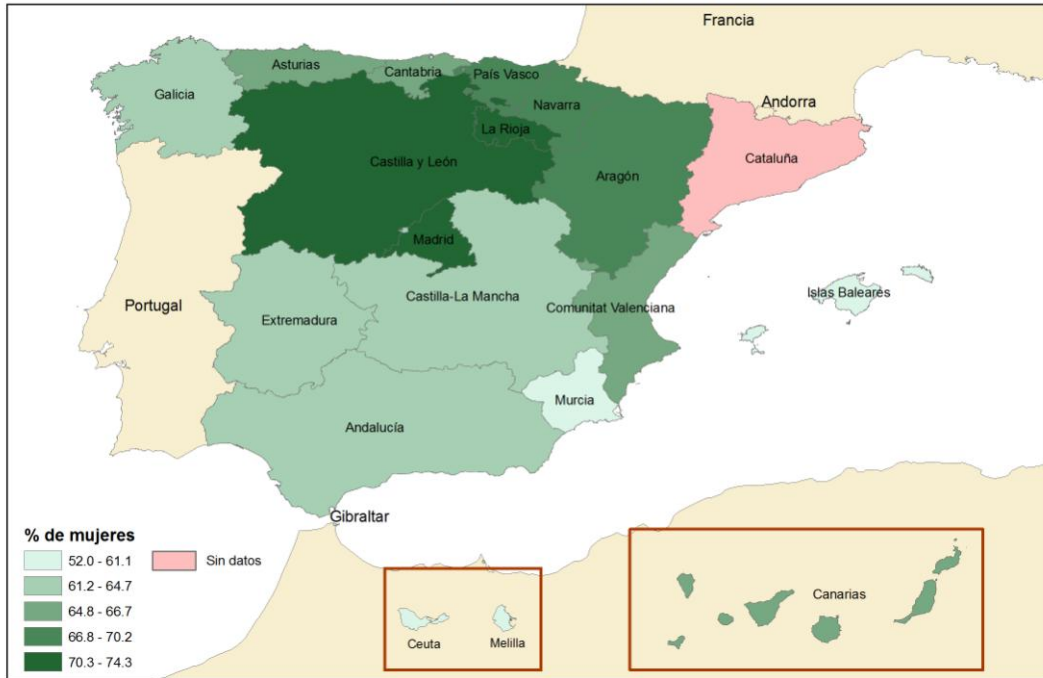 Francia
Asturias
Cantabria
País Vasco
Galicia
Navarra
Andorra
La Rioja
Castilla y León
Cataluña
Aragón
Madrid
Portugal
Castilla-La Mancha
Islas Baleares
Extremadura
Comunitat Valenciana
Murcia
Andalucía
Gibraltar
% de mujeres
52.0 - 61.1
Sin datos
61.2 - 64.7
64.8 - 66.7
66.8 - 70.2
70.3 - 74.3
Canarias
Ceuta
Melilla